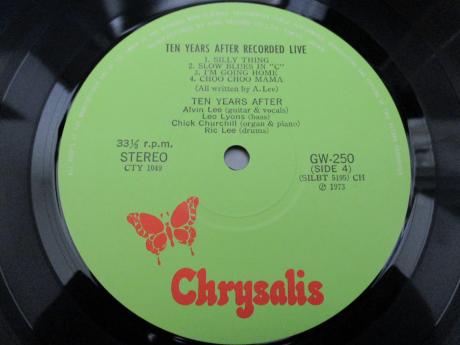 TEN YEARS AFTER RECORDED LIVE
1. SILLY THING
2. SLOW BLUES IN "C"
3. I'M GOING HOME
4. CHOO CHOO MAMA
(All written by A. Lee)
TEN YEARS AFTER
Alvin Lee (guitar & vocals)
Leo Lyons (bass)
Chick Churchill (organ & piano)
Ric Lee (drums)
33⅓ r.p.m.
STEREO
CTY 1049
GW-250
(SIDE 4)
(SILBT 5195) CH
℗ 1973
Chrysalis